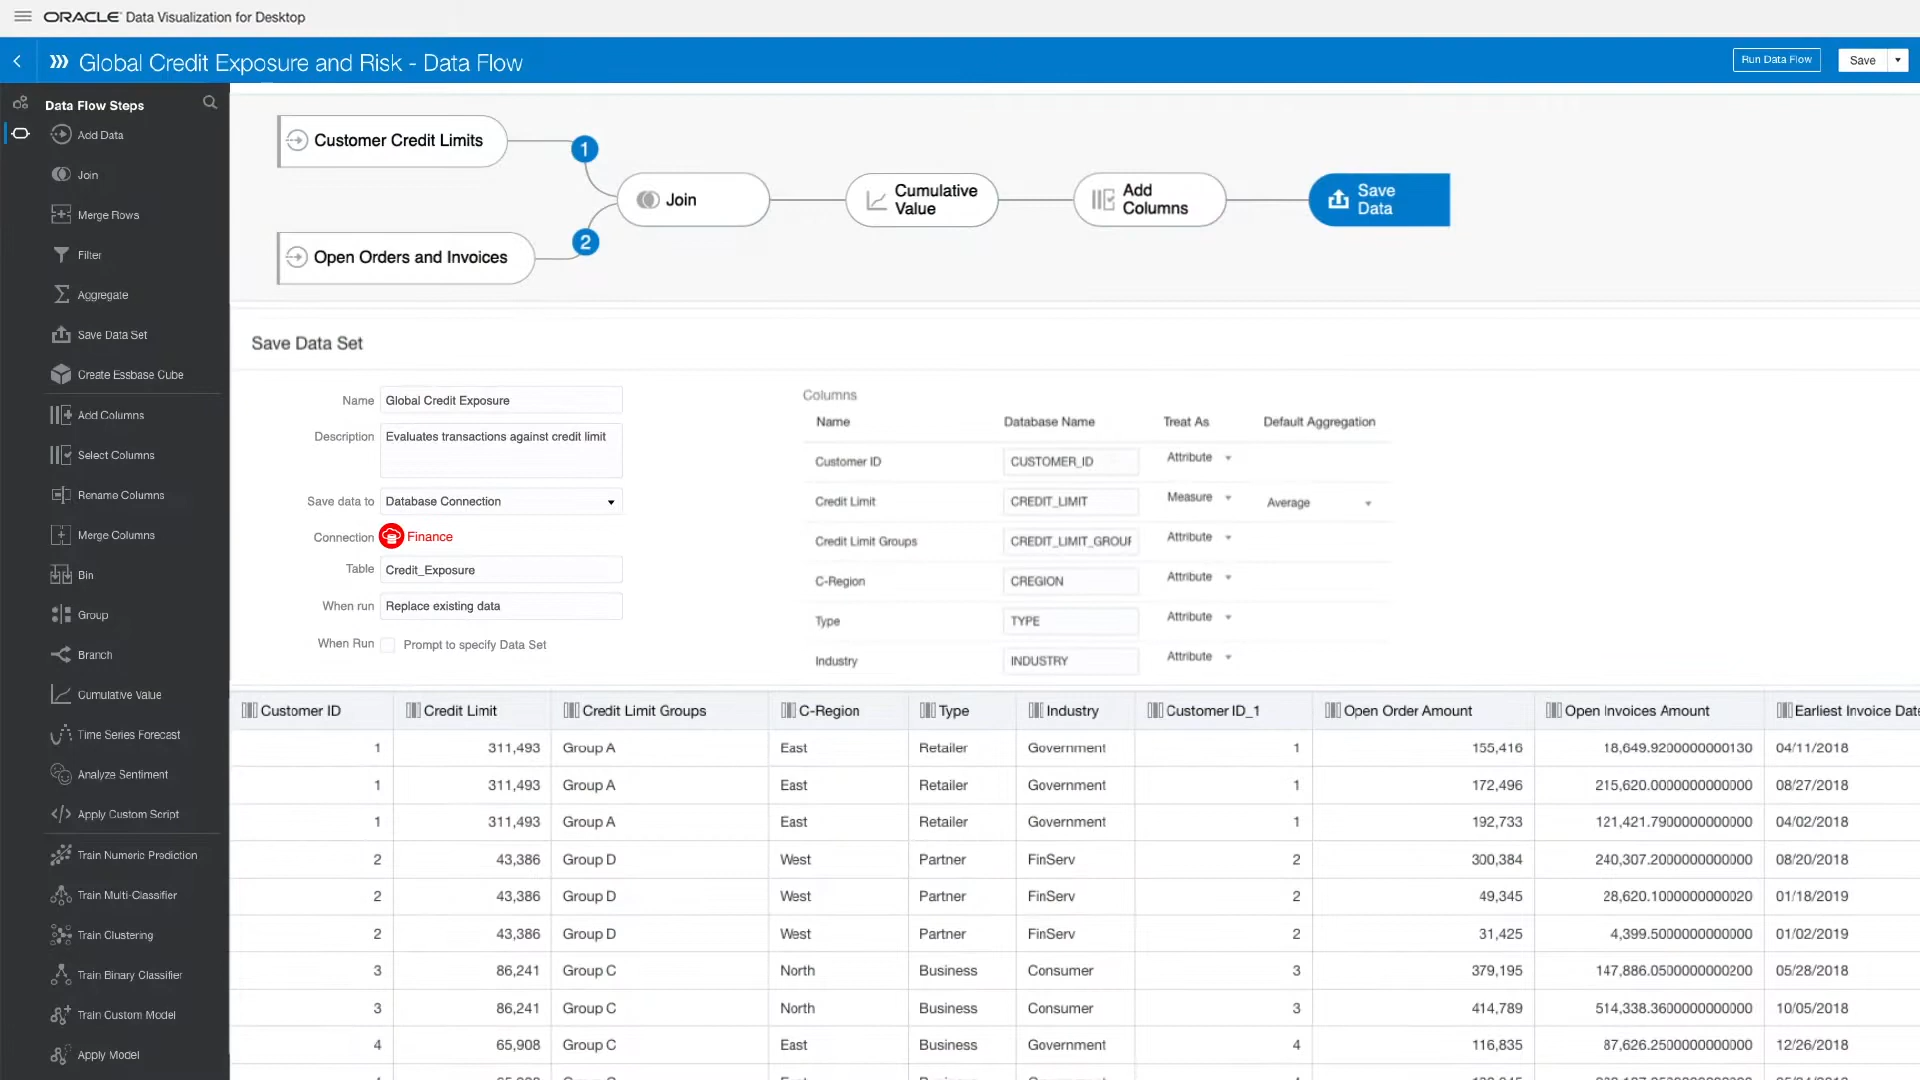 ORACLE Data Visualization for Desktop
Global Credit Exposure and Risk - Data Flow
Run Data Flow
Save
Data Flow Steps
Add Data
Join
Merge Rows
Filter
Aggregate
Save Data Set
Create Essbase Cube
Add Columns
Select Columns
Rename Columns
Merge Columns
Bin
Group
Branch
Cumulative Value
Time Series Forecast
Analyze Sentiment
Apply Custom Script
Train Numeric Prediction
Train Multi-Classifier
Train Clustering
Train Binary Classifier
Train Custom Model
Apply Model
Customer Credit Limits
1
Open Orders and Invoices
2
Join
Cumulative
Value
Add
Columns
Save
Data
Save Data Set
Name Global Credit Exposure
Description Evaluates transactions against credit limit
Save data to Database Connection
Connection Finance
Table Credit_Exposure
When run Replace existing data
When Run Prompt to specify Data Set
Columns
Name Database Name Treat As Default Aggregation
Customer ID CUSTOMER_ID Attribute
Credit Limit CREDIT_LIMIT Measure Average
Credit Limit Groups CREDIT_LIMIT_GROUP Attribute
C-Region CREGION Attribute
Type TYPE Attribute
Industry INDUSTRY Attribute
Customer ID Credit Limit Credit Limit Groups C-Region Type Industry Customer ID_1 Open Order Amount Open Invoices Amount Earliest Invoice Date
1 311,493 Group A East Retailer Government 1 155,416 18,649.9200000000130 04/11/2018
1 311,493 Group A East Retailer Government 1 172,496 215,620.0000000000000 08/27/2018
1 311,493 Group A East Retailer Government 1 192,733 121,421.7900000000000 04/02/2018
2 43,386 Group D West Partner FinServ 2 300,384 240,307.2000000000000 08/20/2018
2 43,386 Group D West Partner FinServ 2 49,345 28,620.1000000000020 01/18/2019
2 43,386 Group D West Partner FinServ 2 31,425 4,399.5000000000000 01/02/2019
3 86,241 Group C North Business Consumer 3 379,195 147,886.0500000000200 05/28/2018
3 86,241 Group C North Business Consumer 3 414,789 514,338.3600000000000 10/05/2018
4 65,908 Group C East Business Government 4 116,835 87,626.2500000000000 12/26/2018